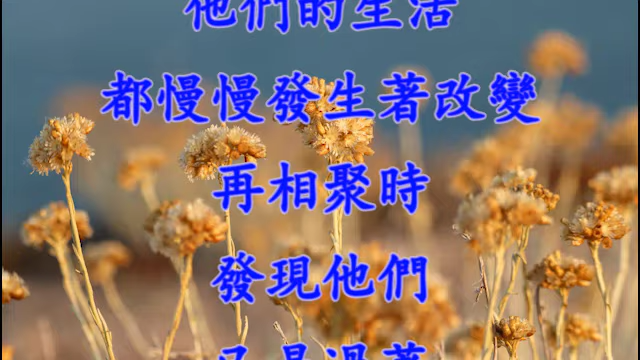 他們的生活
都慢慢發生著改變
再相聚時
發現他們